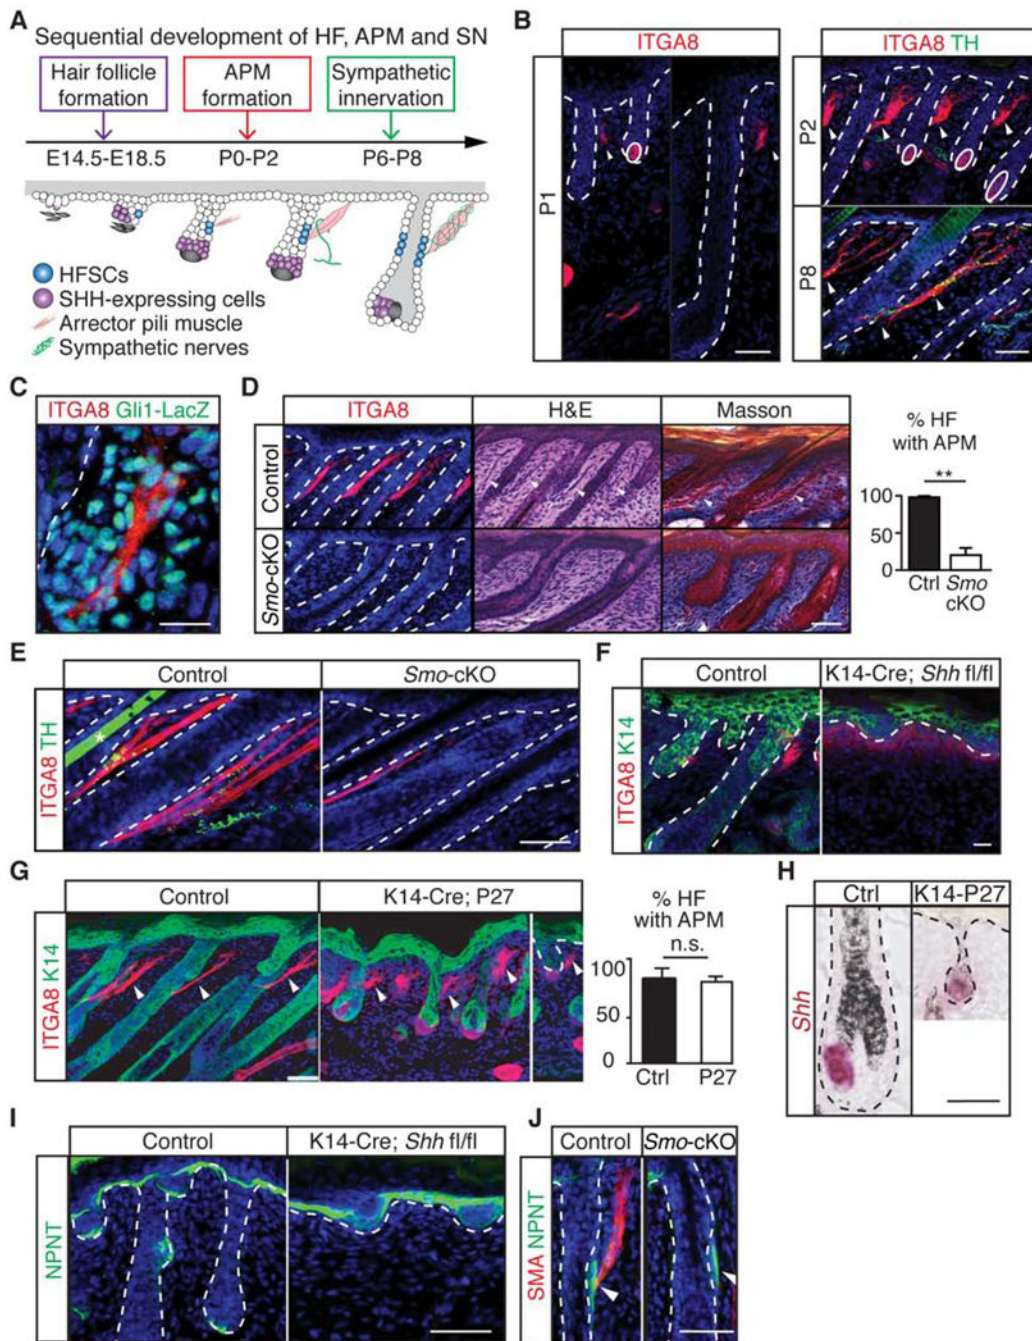 A
Sequential development of HF, APM and SN
Hair follicle
formation
APM
formation
Sympathetic
innervation
E14.5-E18.5
P0-P2
P6-P8
HFSCs
SHH-expressing cells
Arrector pili muscle
Sympathetic nerves
B
ITGA8
P1
ITGA8 TH
P2
P8
C
ITGA8 Gli1-LacZ
D
ITGA8
H&E
Masson
Control
Smo-cKO
% HF
with APM
**
100
50
0
Ctrl
Smo
cKO
E
Control
Smo-cKO
ITGA8 TH
*
F
Control
K14-Cre; Shh fl/fl
ITGA8 K14
G
Control
K14-Cre; P27
ITGA8 K14
% HF
with APM
n.s.
100
50
0
Ctrl
P27
H
Ctrl
K14-P27
Shh
I
Control
K14-Cre; Shh fl/fl
NPNT
J
Control
Smo-cKO
SMA NPNT